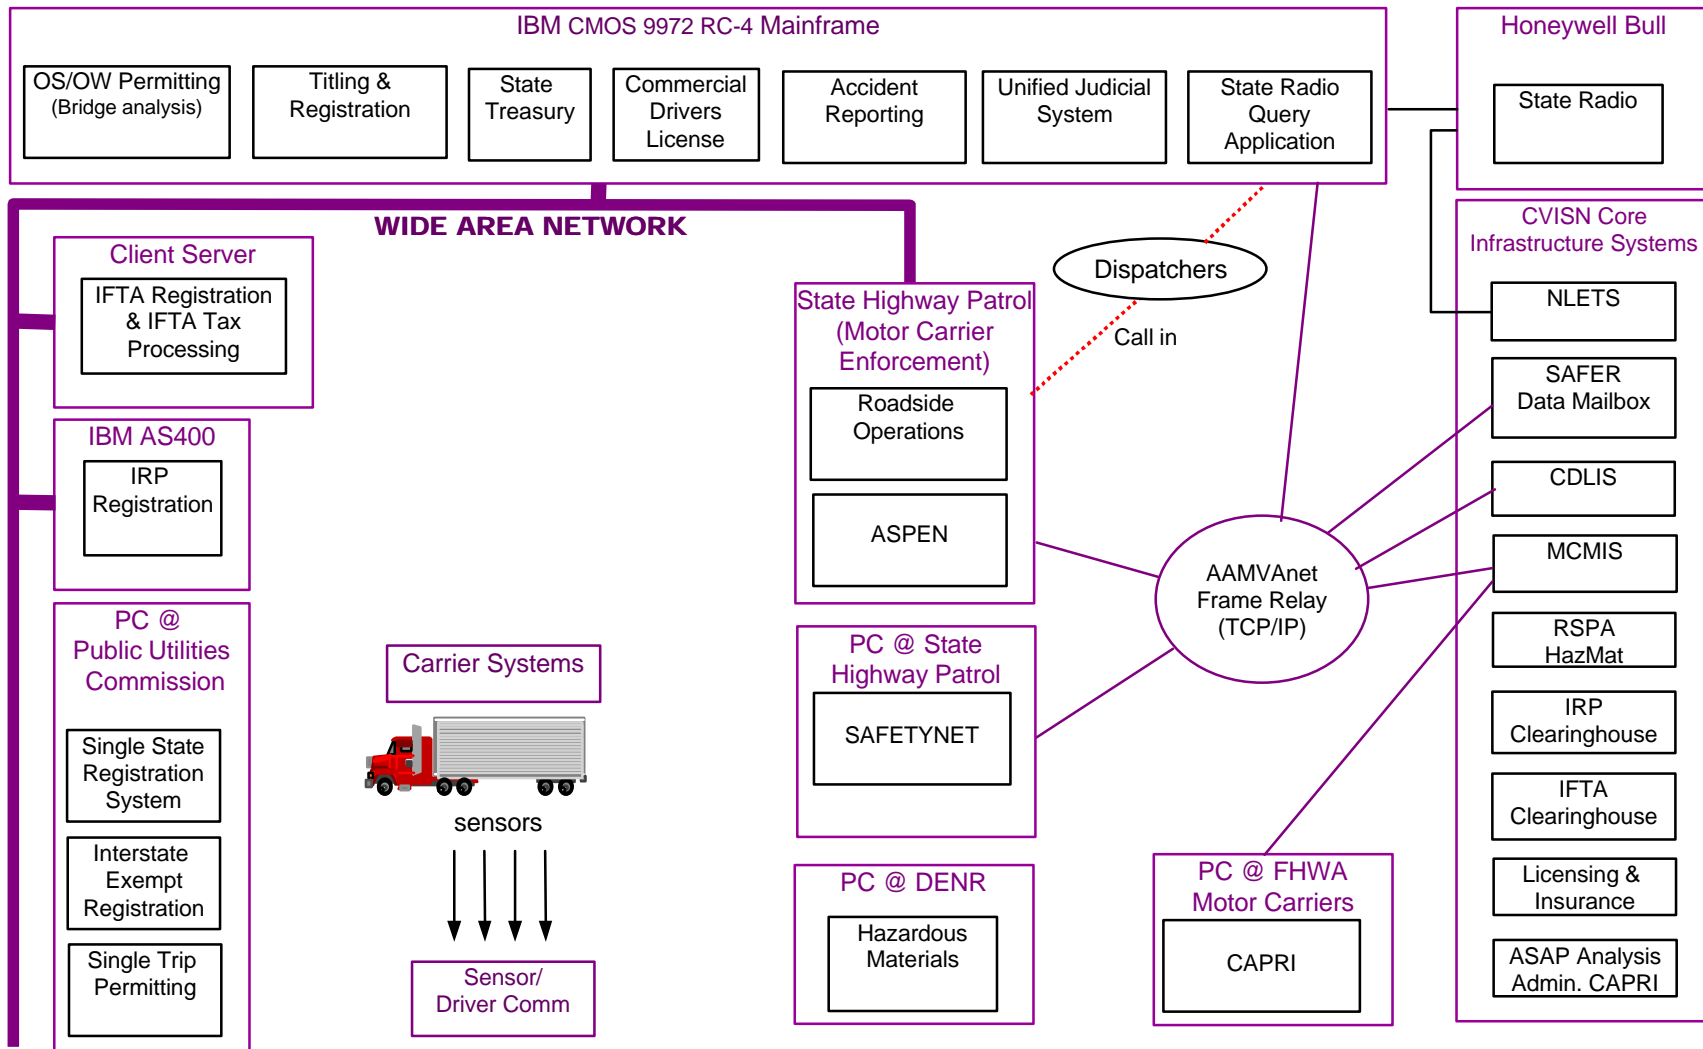 IBM CMOS 9972 RC-4 Mainframe
OS/OW Permitting
(Bridge analysis)
Titling &
Registration
State
Treasury
Commercial
Drivers
License
Accident
Reporting
Unified Judicial
System
State Radio
Query
Application
Honeywell Bull
State Radio
WIDE AREA NETWORK
Client Server
IFTA Registration
& IFTA Tax
Processing
IBM AS400
IRP
Registration
PC @
Public Utilities
Commission
Single State
Registration
System
Interstate
Exempt
Registration
Single Trip
Permitting
Carrier Systems
sensors
Sensor/
Driver Comm
State Highway Patrol
(Motor Carrier
Enforcement)
Roadside
Operations
ASPEN
PC @ State
Highway Patrol
SAFETYNET
PC @ DENR
Hazardous
Materials
Dispatchers
Call in
AAMVAnet
Frame Relay
(TCP/IP)
PC @ FHWA
Motor Carriers
CAPRI
CVISN Core
Infrastructure Systems
NLETS
SAFER
Data Mailbox
CDLIS
MCMIS
RSPA
HazMat
IRP
Clearinghouse
IFTA
Clearinghouse
Licensing &
Insurance
ASAP Analysis
Admin. CAPRI